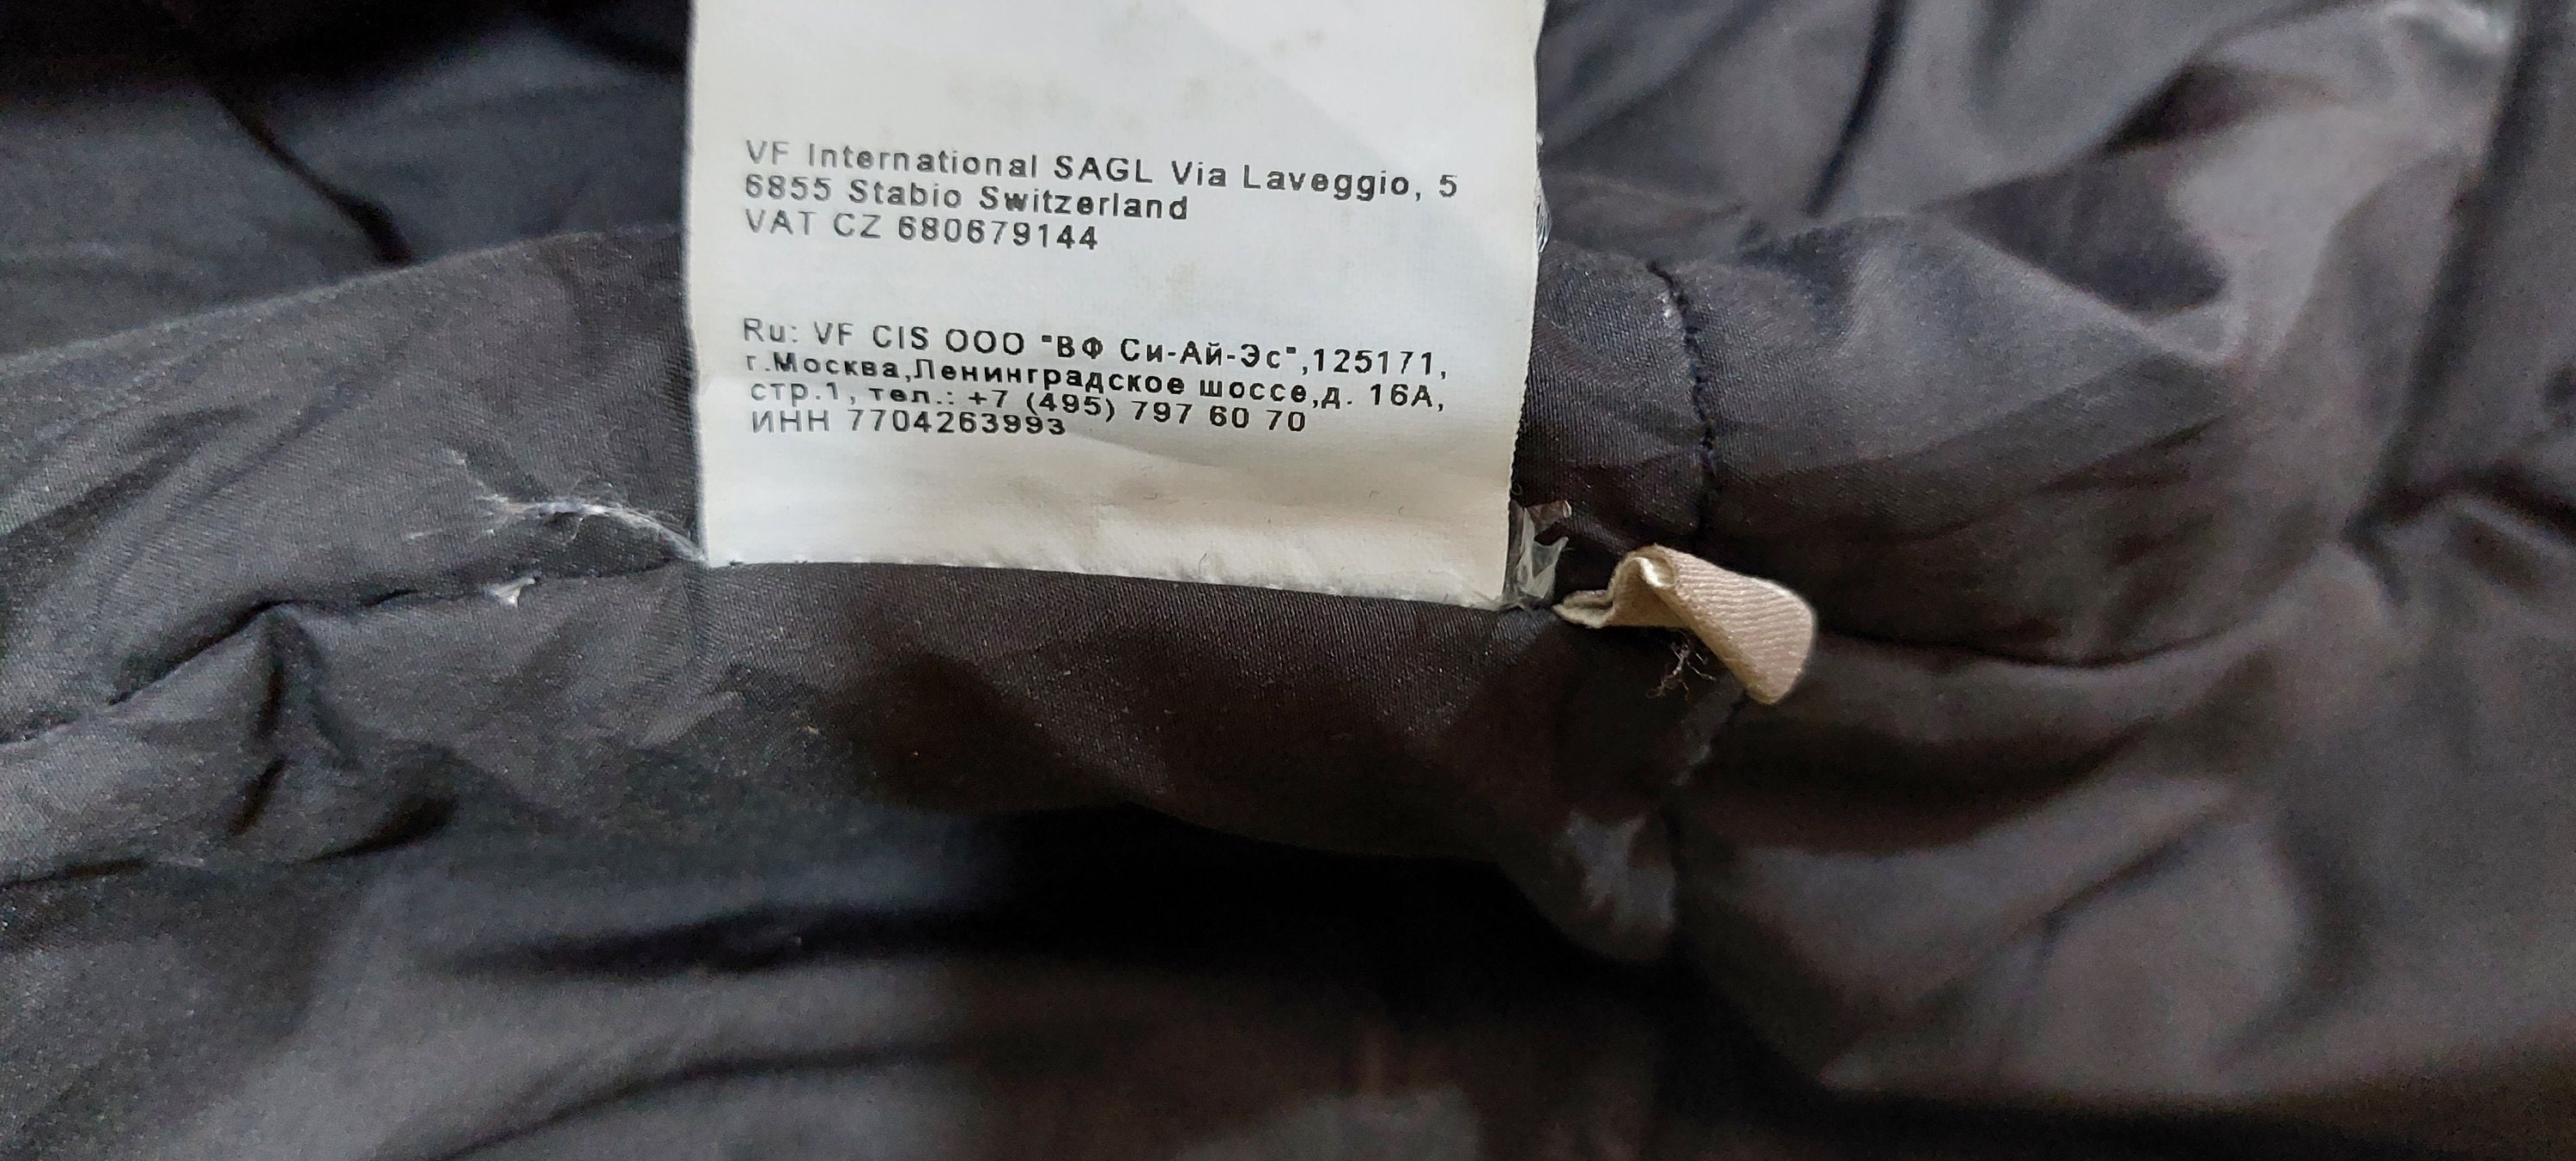 VF International SAGL Via Laveggio, 5
6855 Stabio Switzerland
VAT CZ 680679144
Ru: VF CIS ООО "ВФ Си-Ай-Эс",125171,
г.Москва,Ленинградское шоссе,д. 16А,
стр.1, тел.: +7 (495) 797 60 70
ИНН 7704263993